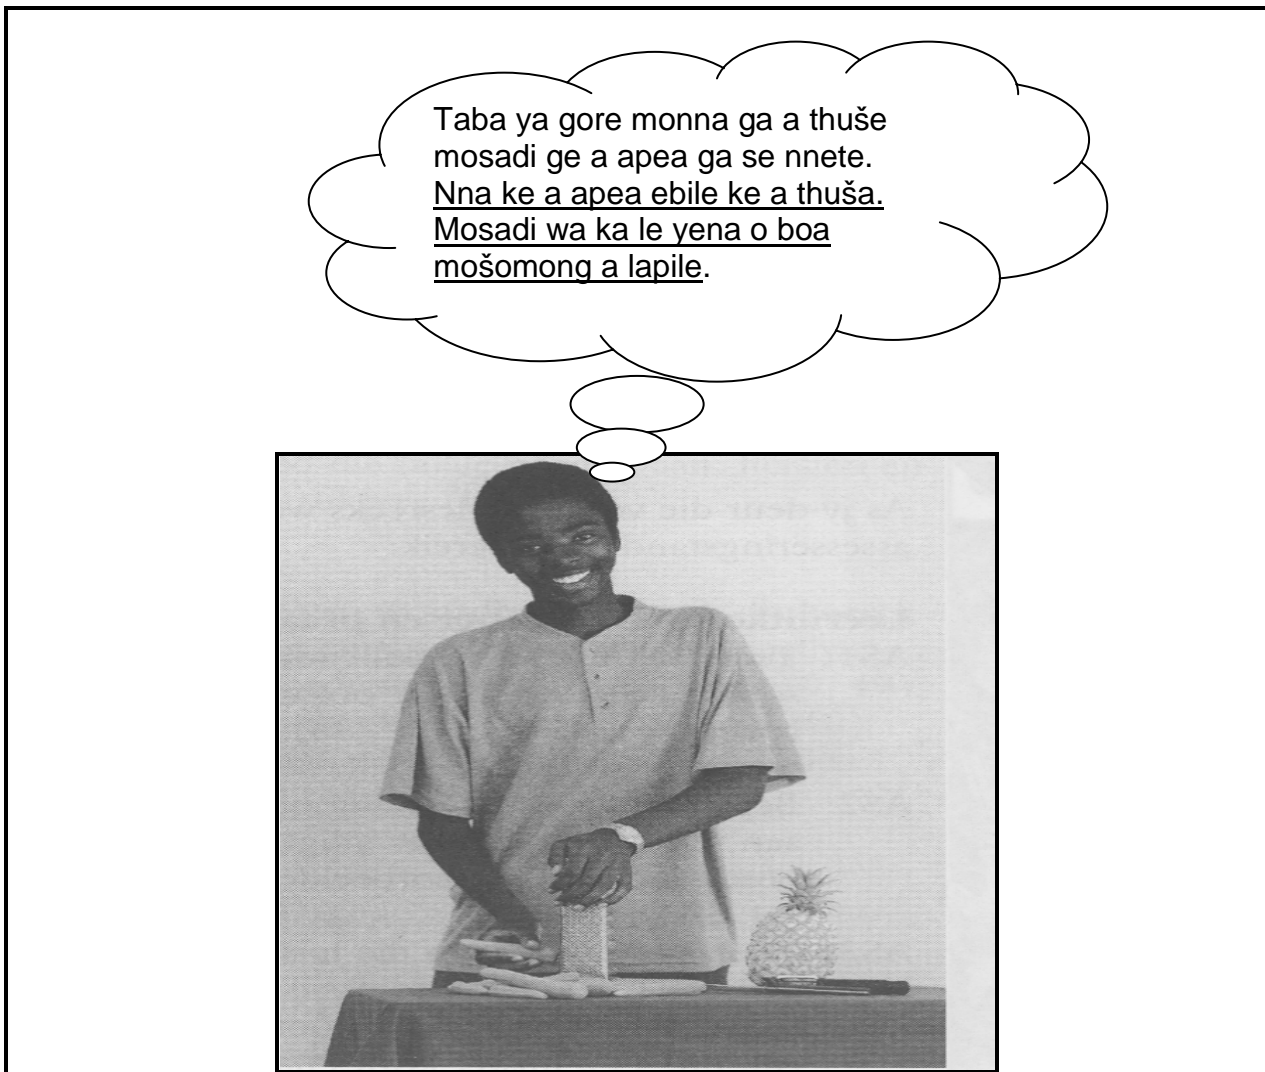 Taba ya gore monna ga a thuše
mosadi ge a apea ga se nnete.
Nna ke a apea ebile ke a thuša.
Mosadi wa ka le yena o boa
mošomong a lapile.